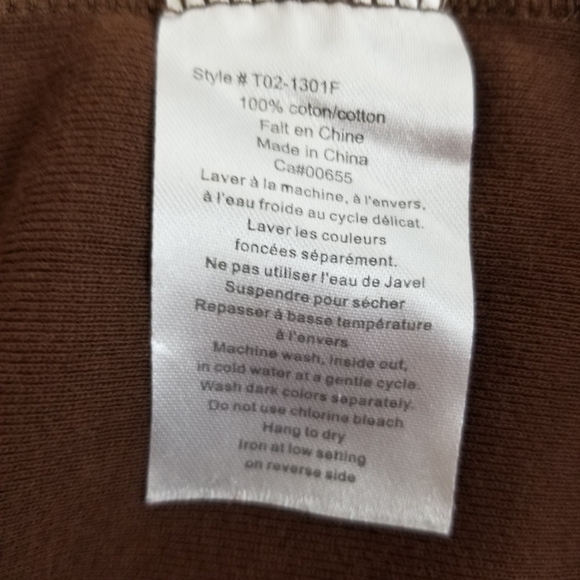 Style # T02-1301F
100% coton/cotton
Fait en Chine
Made in China
Ca#00655
Laver à la machine, à l'envers,
à l'eau froide au cycle délicat.
Laver les couleurs
foncées séparément.
Ne pas utiliser l'eau de Javel
Suspendre pour sécher
Repasser à basse température
à l'envers
Machine wash, inside out,
in cold water at a gentle cycle.
Wash dark colors separately.
Do not use chlorine bleach
Hang to dry
Iron at low setting
on reverse side